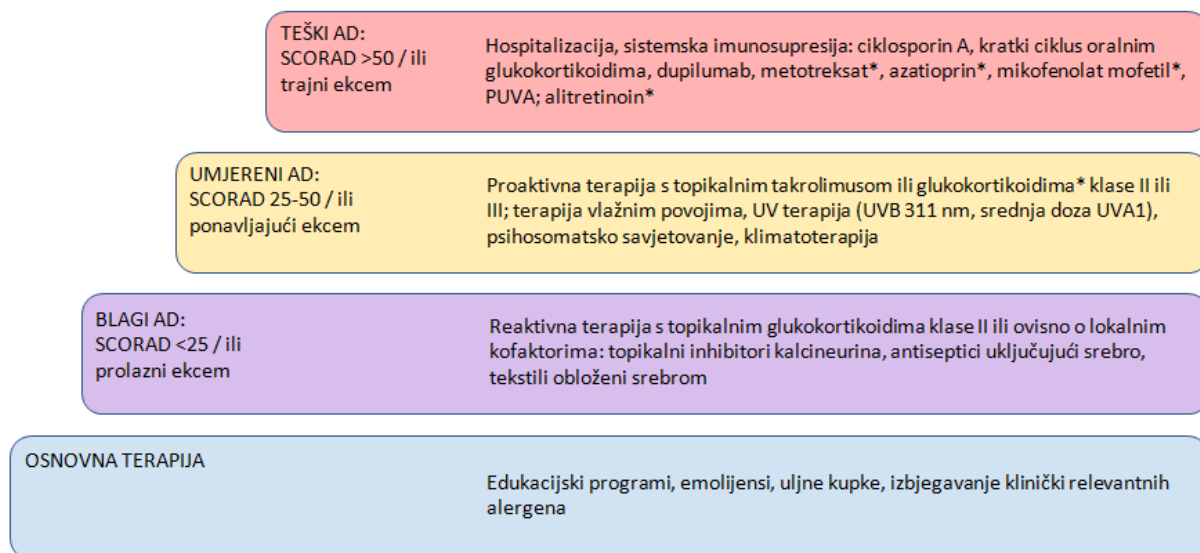 TEŠKI AD:
SCORAD >50 / ili
trajni ekcem
Hospitalizacija, sistemska imunosupresija: ciklosporin A, kratki ciklus oralnim
glukokortikoidima, dupilumab, metotreksat*, azatioprin*, mikofenolat mofetil*,
PUVA; alitretinoin*
UMJERENI AD:
SCORAD 25-50 / ili
ponavljajući ekcem
Proaktivna terapija s topikalnim takrolimusom ili glukokortikoidima* klase II ili
III; terapija vlažnim povojima, UV terapija (UVB 311 nm, srednja doza UVA1),
psihosomatsko savjetovanje, klimatoterapija
BLAGI AD:
SCORAD <25 / ili
prolazni ekcem
Reaktivna terapija s topikalnim glukokortikoidima klase II ili ovisno o lokalnim
kofaktorima: topikalni inhibitori kalcineurina, antiseptici uključujući srebro,
tekstili obloženi srebrom
OSNOVNA TERAPIJA
Edukacijski programi, emolijensi, uljne kupke, izbjegavanje klinički relevantnih
alergena